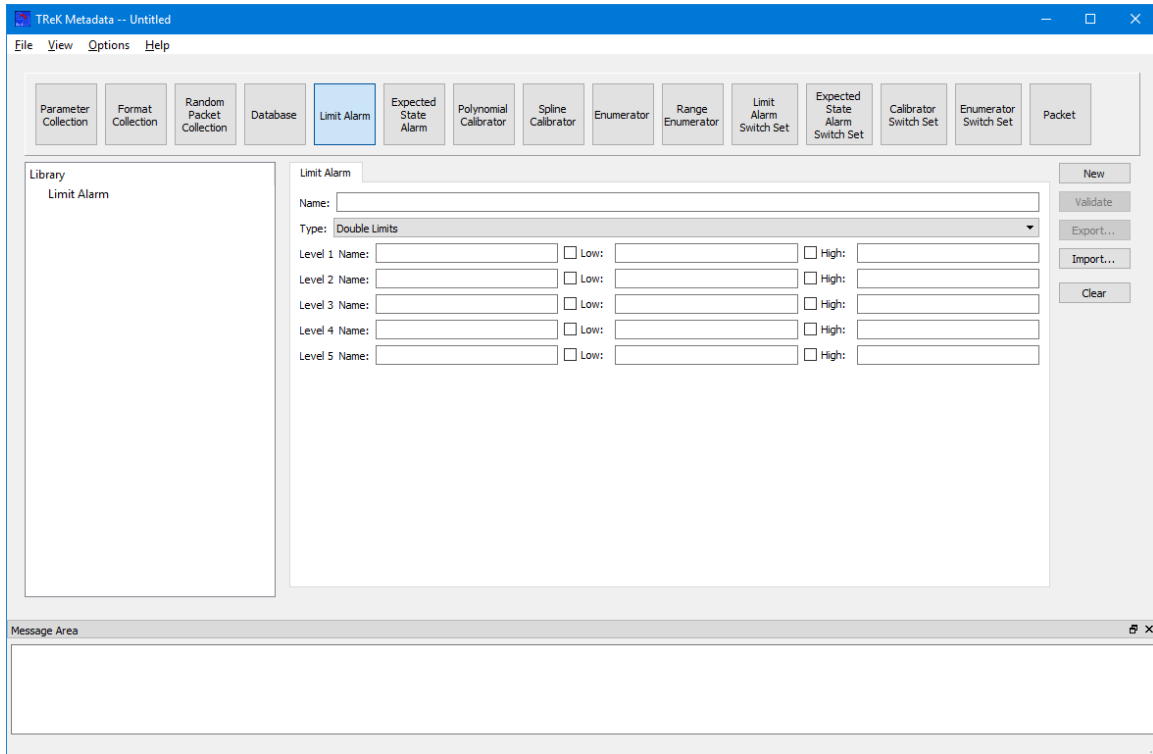 TReK Metadata -- Untitled
File View Options Help
Parameter Collection
Format Collection
Random Packet Collection
Database
Limit Alarm
Expected State Alarm
Polynomial Calibrator
Spline Calibrator
Enumerator
Range Enumerator
Limit Alarm Switch Set
Expected State Alarm Switch Set
Calibrator Switch Set
Enumerator Switch Set
Packet
Library
Limit Alarm
Limit Alarm
Name:
Type: Double Limits
Level 1 Name: Low: High:
Level 2 Name: Low: High:
Level 3 Name: Low: High:
Level 4 Name: Low: High:
Level 5 Name: Low: High:
New
Validate
Export...
Import...
Clear
Message Area